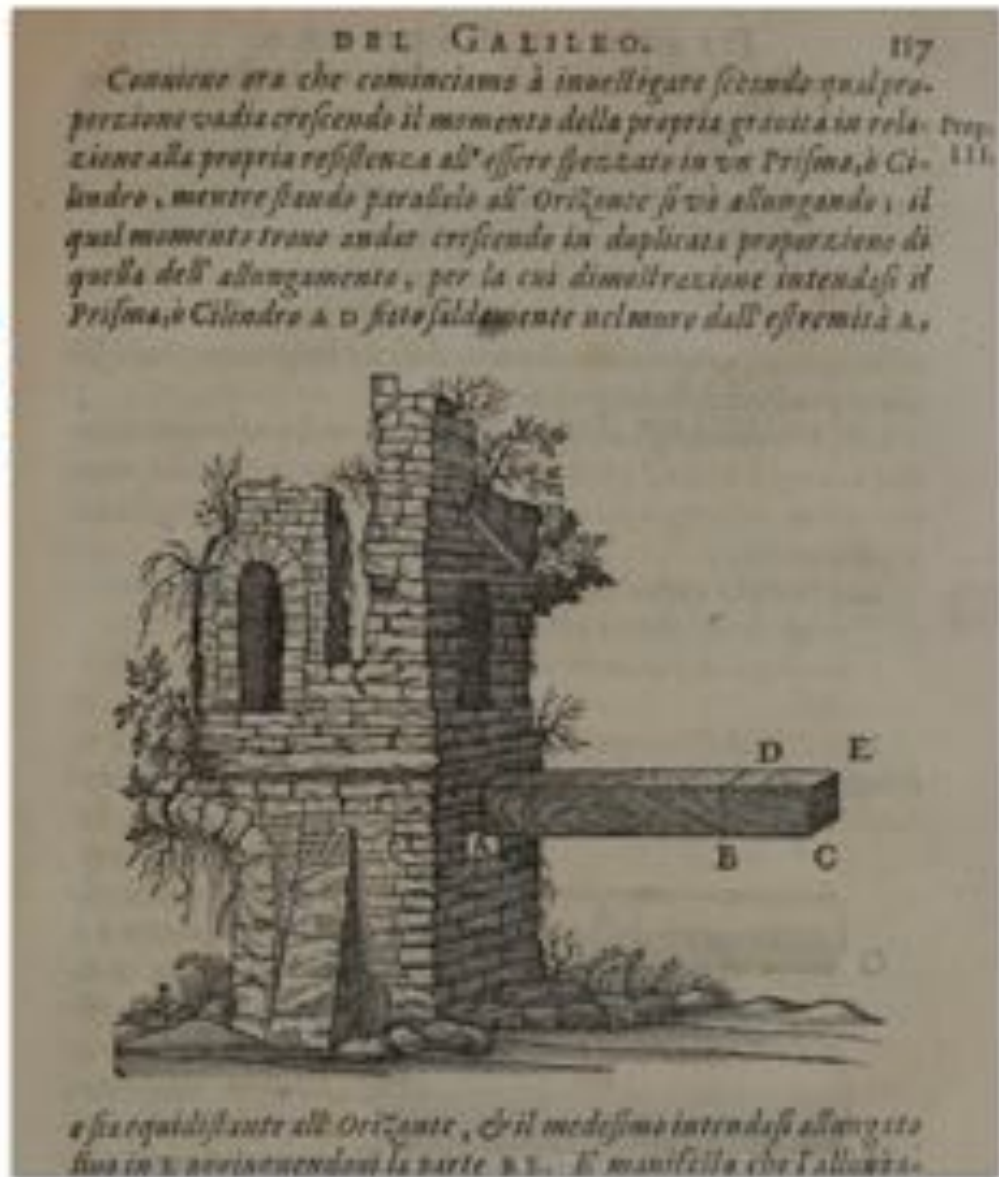 DEL GALILEO. 117
Conuiene ora che cominciamo à inuestigare secondo qual pro-
porzione vadia crescendo il momento della propria grauità in rela- Prop.
zione alla propria resistenza all'essere spezzato in vn Prisma, ò Ci- III.
lindro, mentre stando paralelo all'Orizonte si và allungando; il
qual momento trouo andar crescendo in duplicata proporzione di
quella dell'allungamento, per la cui dimostrazione intendasi il
Prisma, ò Cilindro A D fitto saldamente nel muro dall'estremità A,
D E
A B C
e sia equidistante all'Orizonte, & il medesimo intendasi allungato
sino in E la parte B E. E' manifesto che l'allunga-